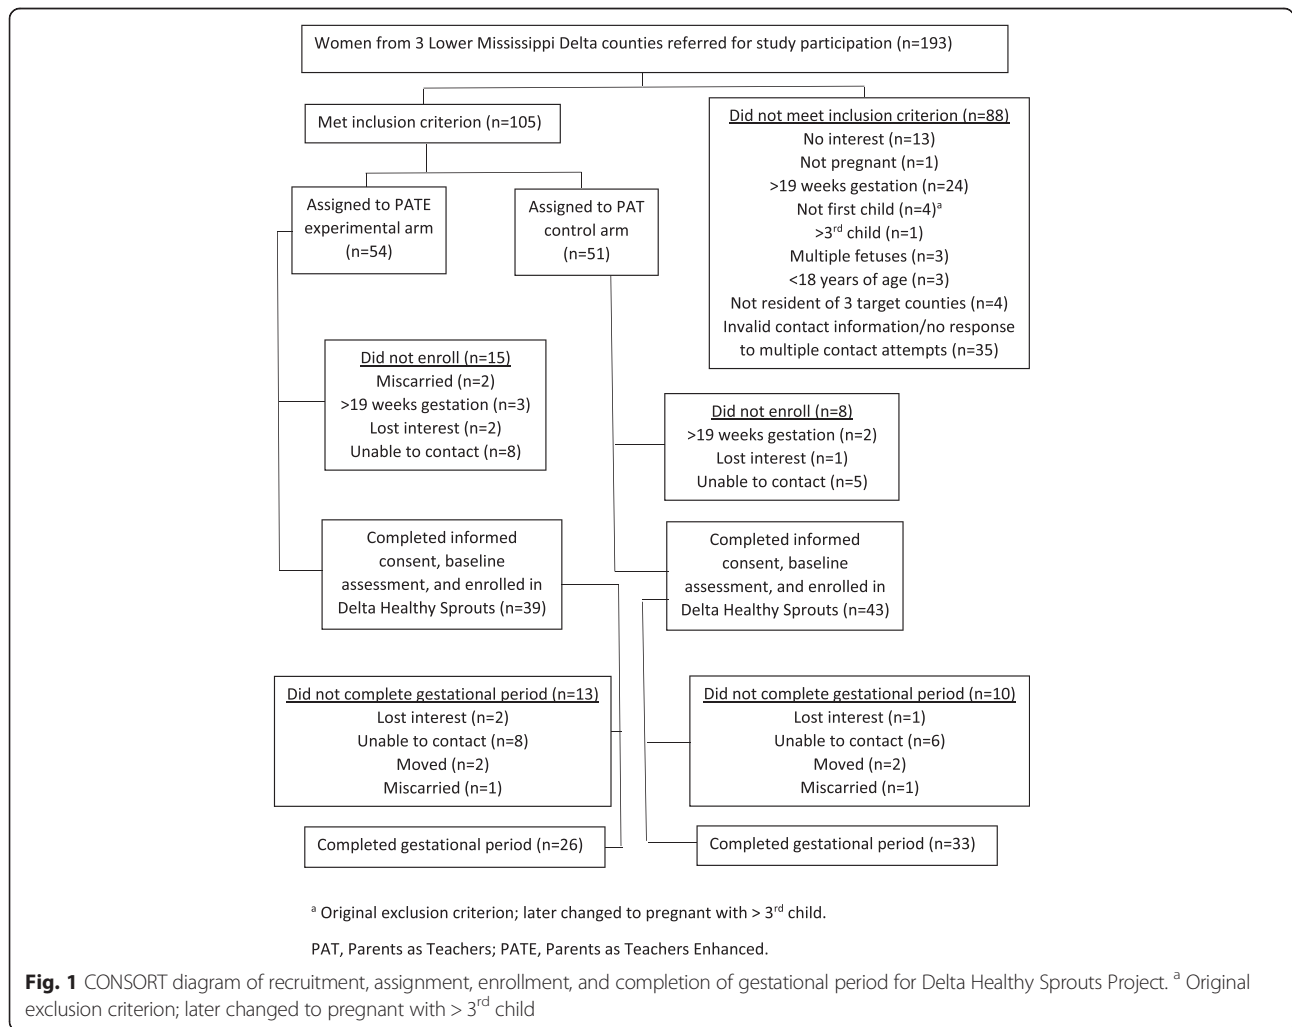 Women from 3 Lower Mississippi Delta counties referred for study participation (n=193)
Met inclusion criterion (n=105)
Did not meet inclusion criterion (n=88)
No interest (n=13)
Not pregnant (n=1)
>19 weeks gestation (n=24)
Not first child (n=4)ᵃ
>3ʳᵈ child (n=1)
Multiple fetuses (n=3)
<18 years of age (n=3)
Not resident of 3 target counties (n=4)
Invalid contact information/no response
to multiple contact attempts (n=35)
Assigned to PATE
experimental arm
(n=54)
Assigned to PAT
control arm
(n=51)
Did not enroll (n=15)
Miscarried (n=2)
>19 weeks gestation (n=3)
Lost interest (n=2)
Unable to contact (n=8)
Did not enroll (n=8)
>19 weeks gestation (n=2)
Lost interest (n=1)
Unable to contact (n=5)
Completed informed
consent, baseline
assessment, and enrolled in
Delta Healthy Sprouts (n=39)
Completed informed
consent, baseline
assessment, and enrolled in
Delta Healthy Sprouts (n=43)
Did not complete gestational period (n=13)
Lost interest (n=2)
Unable to contact (n=8)
Moved (n=2)
Miscarried (n=1)
Did not complete gestational period (n=10)
Lost interest (n=1)
Unable to contact (n=6)
Moved (n=2)
Miscarried (n=1)
Completed gestational period (n=26)
Completed gestational period (n=33)
ᵃ Original exclusion criterion; later changed to pregnant with > 3ʳᵈ child.
PAT, Parents as Teachers; PATE, Parents as Teachers Enhanced.
Fig. 1 CONSORT diagram of recruitment, assignment, enrollment, and completion of gestational period for Delta Healthy Sprouts Project. ᵃ Original
exclusion criterion; later changed to pregnant with > 3ʳᵈ child